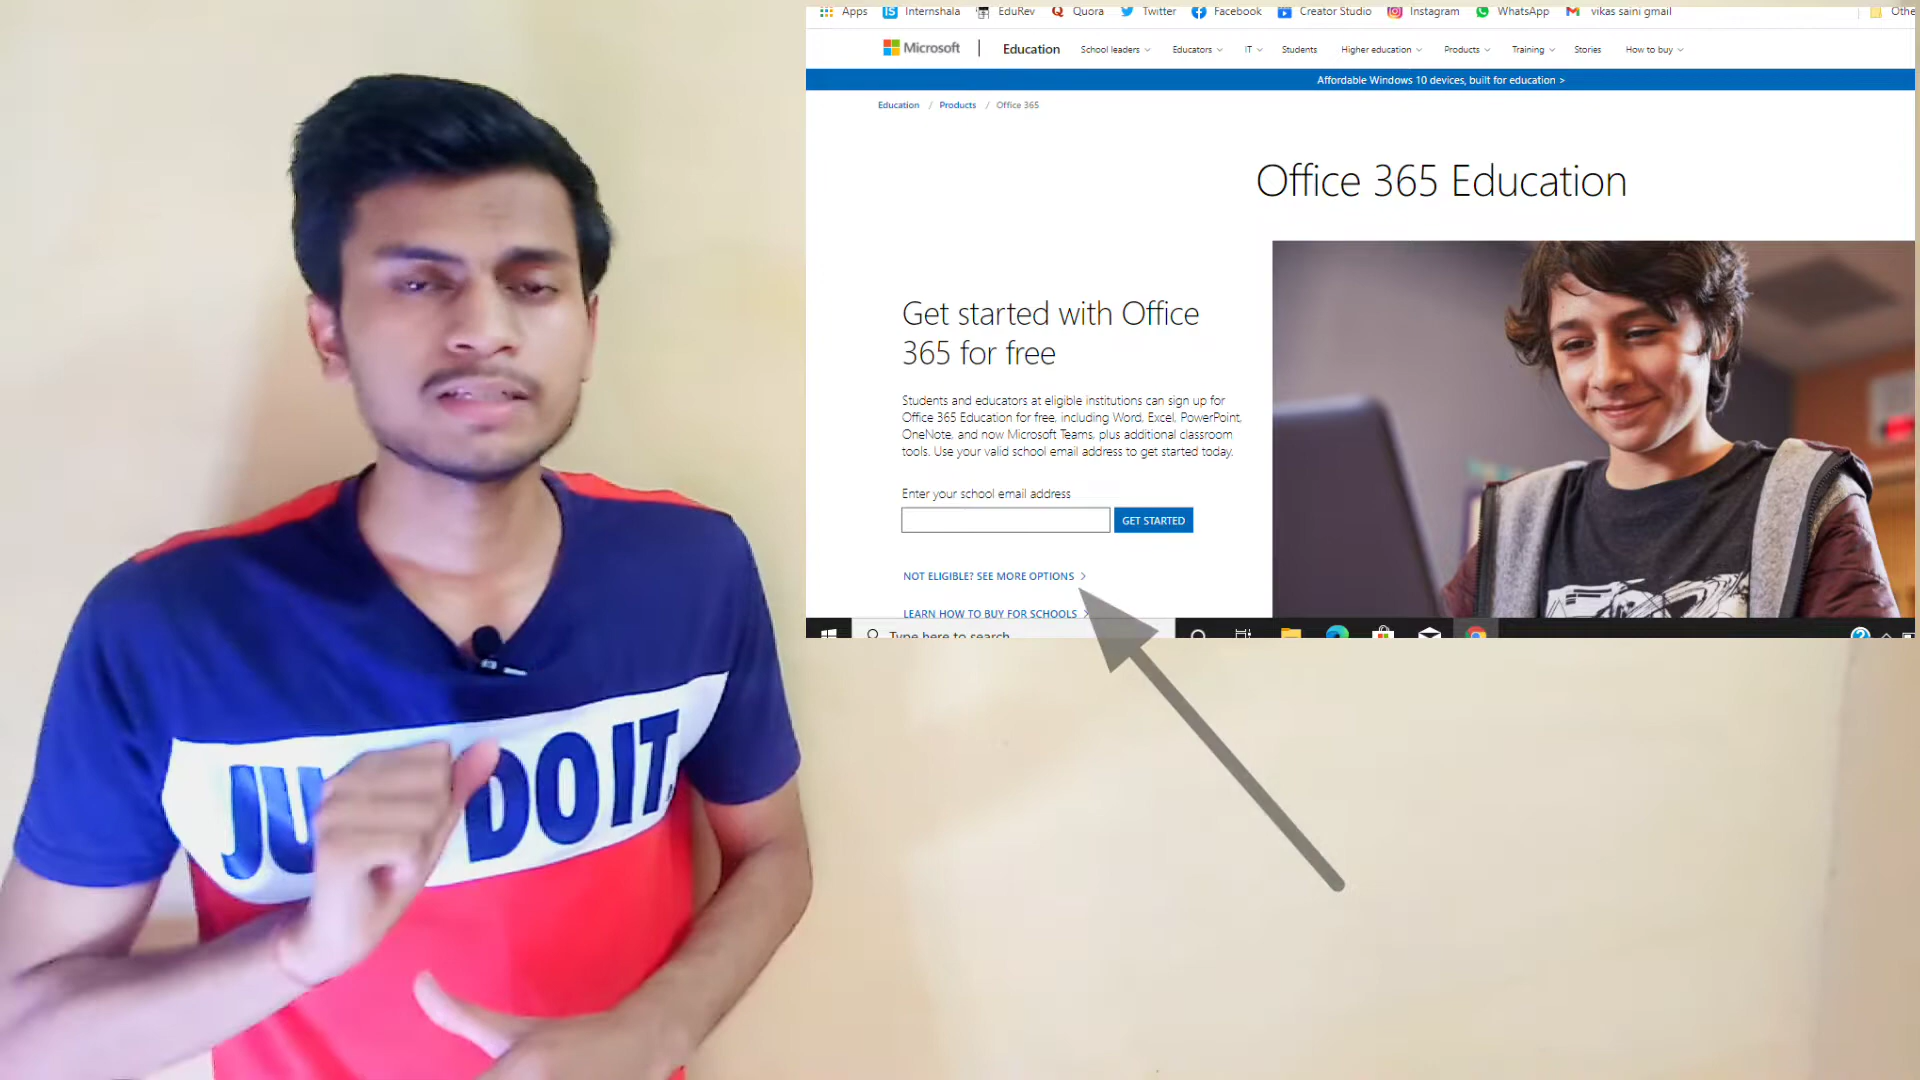 Apps Internshala EduRev Quora Twitter Facebook Creator Studio Instagram WhatsApp vikas saini gmail
Microsoft Education School leaders Educators IT Students Higher education Products Training Stories How to buy
Affordable Windows 10 devices, built for education >
Education / Products / Office 365
Office 365 Education
Get started with Office
365 for free
Students and educators at eligible institutions can sign up for
Office 365 Education for free, including Word, Excel, PowerPoint,
OneNote, and now Microsoft Teams, plus additional classroom
tools. Use your valid school email address to get started today.
Enter your school email address
GET STARTED
NOT ELIGIBLE? SEE MORE OPTIONS >
LEARN HOW TO BUY FOR SCHOOLS >
Type here to search
DO IT.